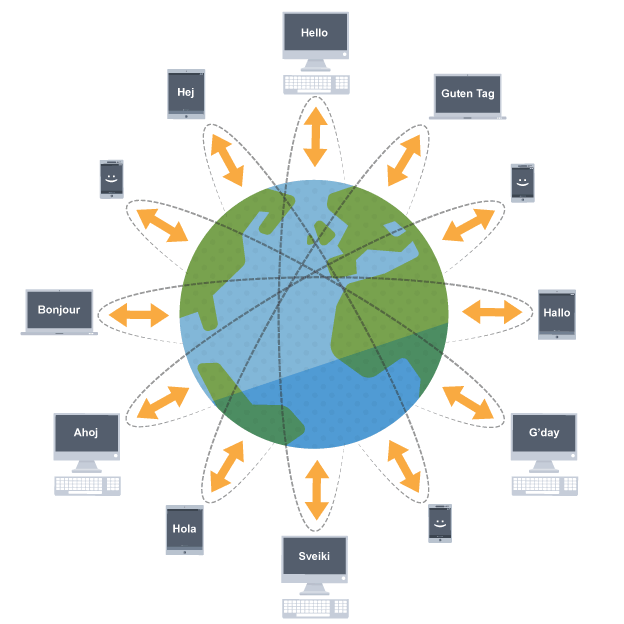 Hello
Hej
Guten Tag
Bonjour
Hallo
Ahoj
G'day
Hola
Sveiki